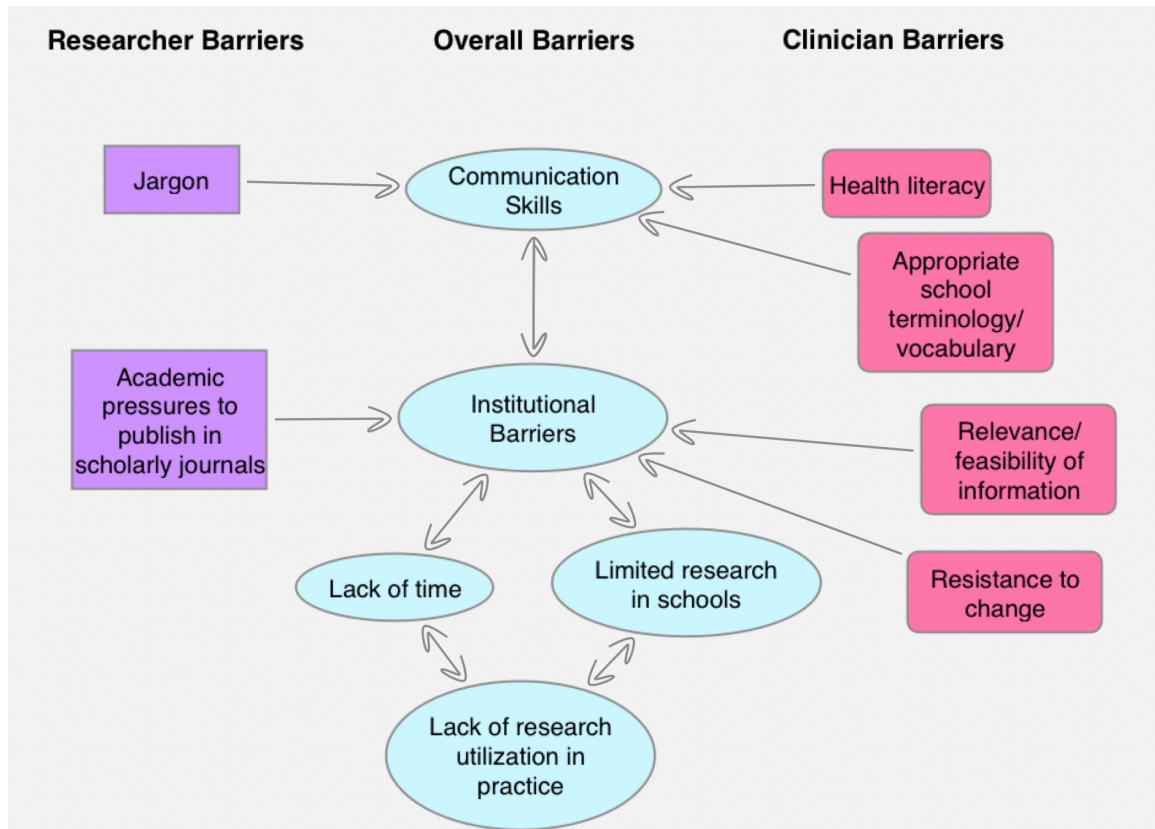 Researcher Barriers
Overall Barriers
Clinician Barriers
Jargon
Communication
Skills
Health literacy
Appropriate
school
terminology/
vocabulary
Academic
pressures to
publish in
scholarly journals
Institutional
Barriers
Relevance/
feasibility of
information
Lack of time
Limited research
in schools
Resistance to
change
Lack of research
utilization in
practice